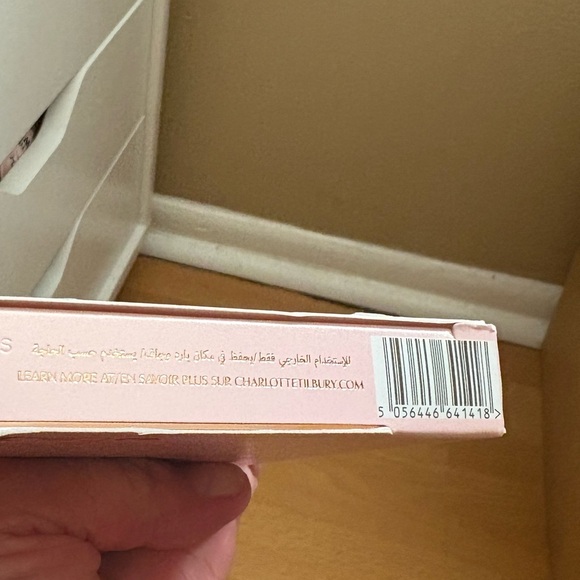 للإستخدام الخارجي فقط/يحفظ في مكان بارد وجاف/ يستخدم حسب الحاجة
LEARN MORE AT/EN SAVOIR PLUS SUR CHARLOTTETILBURY.COM
5 056446 641418 >